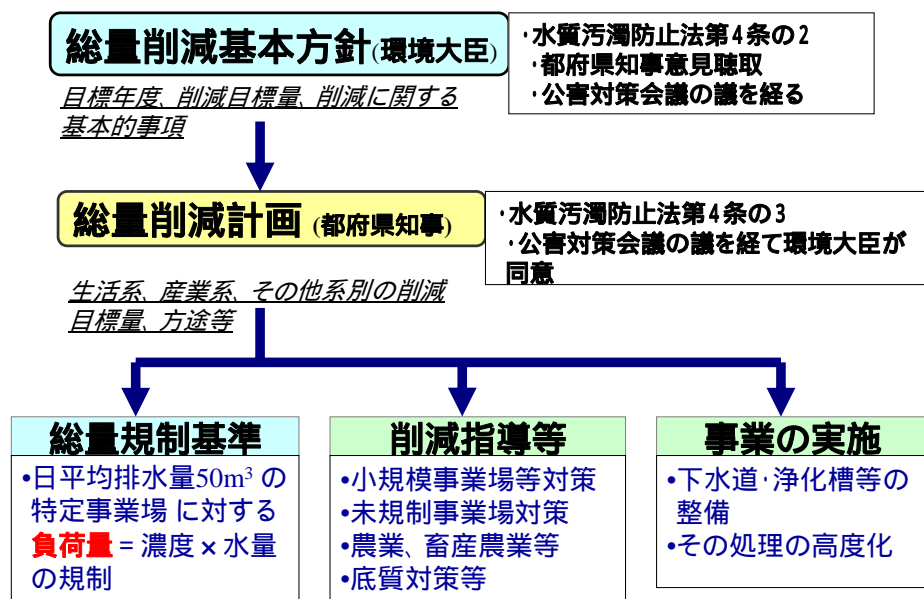 総量削減基本方針(環境大臣)
・水質汚濁防止法第4条の2
・都府県知事意見聴取
・公害対策会議の議を経る
目標年度、削減目標量、削減に関する
基本的事項
総量削減計画 (都府県知事)
・水質汚濁防止法第4条の3
・公害対策会議の議を経て環境大臣が
同意
生活系、産業系、その他系別の削減
目標量、方途等
総量規制基準
•日平均排水量50m³ の
特定事業場 に対する
負荷量 = 濃度 × 水量
の規制
削減指導等
•小規模事業場等対策
•未規制事業場対策
•農業、畜産農業等
•底質対策等
事業の実施
•下水道・浄化槽等の
整備
•その処理の高度化